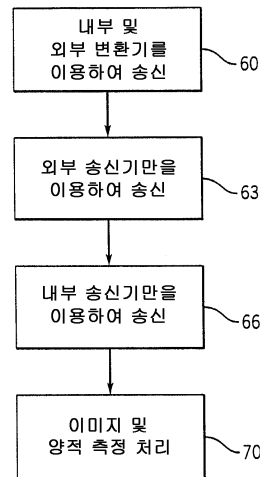 내부 및
외부 변환기를
이용하여 송신
60
외부 송신기만을
이용하여 송신
63
내부 송신기만을
이용하여 송신
66
이미지 및
양적 측정 처리
70